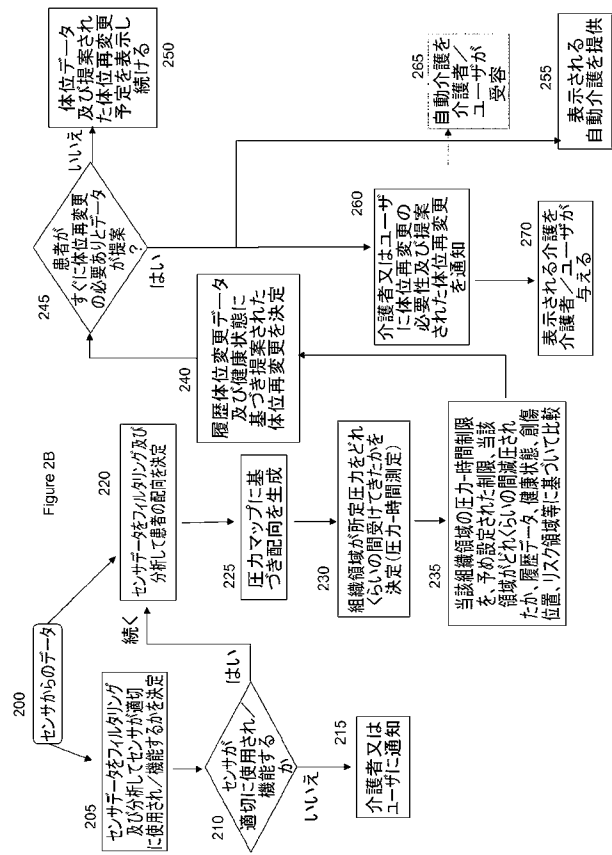 Figure 2B
200
センサからのデータ
205
センサデータをフィルタリング
及び分析してセンサが適切
に使用され／機能するかを決定
210
センサが
適切に使用され／
機能する
か
いいえ
はい
続く
215
介護者又は
ユーザに通知
220
センサデータをフィルタリング及び
分析して患者の配向を決定
225
圧力マップに基
づき配向を生成
230
組織領域が所定圧力をどれ
くらいの間受けてきたかを
決定（圧力-時間測定）
235
当該組織領域の圧力-時間制限
を、予め設定された制限、当該
領域がどれくらいの間減圧され
たか、履歴データ、健康状態、創傷
位置、リスク領域等に基づいて比較
240
履歴体位変更データ
及び健康状態に
基づき提案された
体位再変更を決定
245
患者が
すぐに体位再変更
の必要ありとデータ
が提案
?
いいえ
はい
250
体位データ
及び提案され
た体位再変更
予定を表示し
続ける
260
介護者又はユーザ
に体位再変更の
必要性及び提案
された体位再変更
を通知
270
表示される介護を
介護者／ユーザが
与える
265
自動介護を
介護者／
ユーザが
受容
255
表示される
自動介護を提供